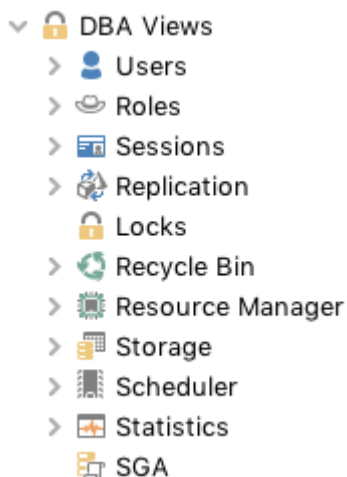 DBA Views
Users
Roles
Sessions
Replication
Locks
Recycle Bin
Resource Manager
Storage
Scheduler
Statistics
SGA